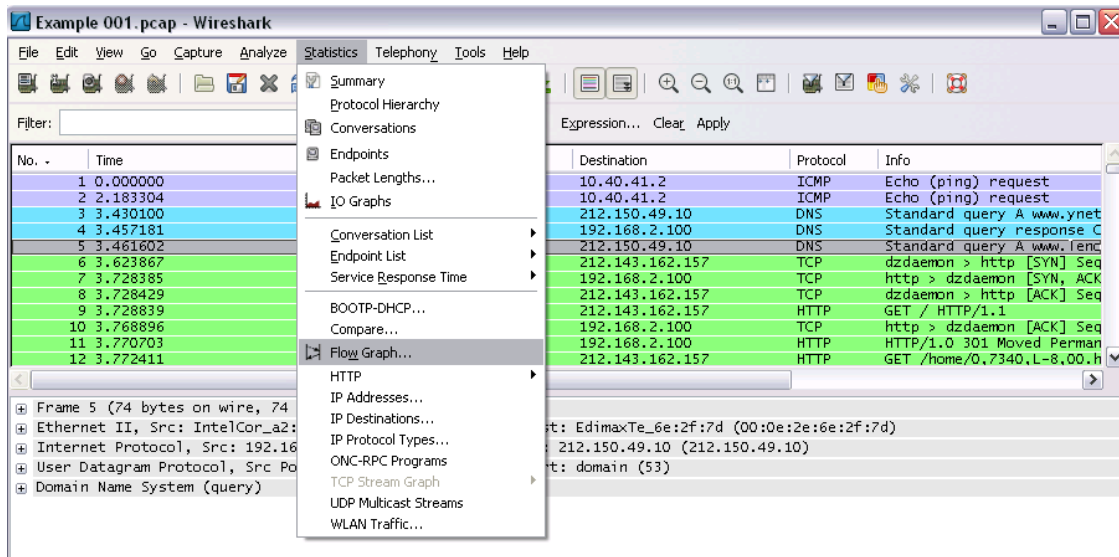 Example 001.pcap - Wireshark
File Edit View Go Capture Analyze Statistics Telephony Tools Help
Filter: Expression... Clear Apply
Summary
Protocol Hierarchy
Conversations
Endpoints
Packet Lengths...
IO Graphs
Conversation List
Endpoint List
Service Response Time
BOOTP-DHCP...
Compare...
Flow Graph...
HTTP
IP Addresses...
IP Destinations...
IP Protocol Types...
ONC-RPC Programs
TCP Stream Graph
UDP Multicast Streams
WLAN Traffic...
No. Time Destination Protocol Info
1 0.000000 10.40.41.2 ICMP Echo (ping) request
2 2.183304 10.40.41.2 ICMP Echo (ping) request
3 3.430100 212.150.49.10 DNS Standard query A www.ynet
4 3.457181 192.168.2.100 DNS Standard query response C
5 3.461602 212.150.49.10 DNS Standard query A
6 3.623867 212.143.162.157 TCP dzdaemon > http [SYN] Seq
7 3.728385 192.168.2.100 TCP http > dzdaemon [SYN, ACK
8 3.728429 212.143.162.157 TCP dzdaemon > http [ACK] Seq
9 3.728839 212.143.162.157 HTTP GET / HTTP/1.1
10 3.768896 192.168.2.100 TCP http > dzdaemon [ACK] Seq
11 3.770703 192.168.2.100 HTTP HTTP/1.0 301 Moved Perman
12 3.772411 212.143.162.157 HTTP GET /home/0,7340,L-8,00.h
Frame 5 (74 bytes on wire, 74
Ethernet II, Src: IntelCor_a2: st: EdimaxTe_6e:2f:7d (00:0e:2e:6e:2f:7d)
Internet Protocol, Src: 192.16 : 212.150.49.10 (212.150.49.10)
User Datagram Protocol, Src Po rt: domain (53)
Domain Name System (query)